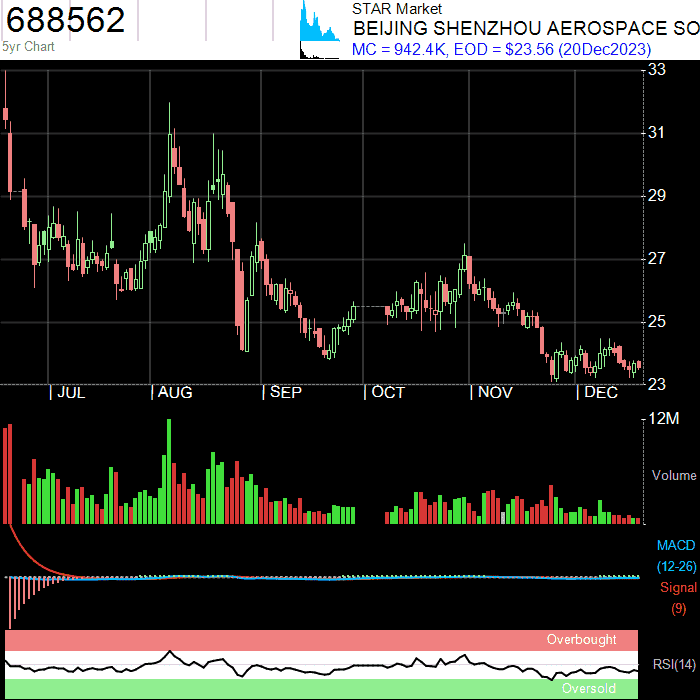 688562
5yr Chart
STAR Market
BEIJING SHENZHOU AEROSPACE SO
MC = 942.4K, EOD = $23.56 (20Dec2023)
33
31
29
27
25
23
JUL
AUG
SEP
OCT
NOV
DEC
12M
Volume
MACD
(12-26)
Signal
(9)
Overbought
RSI(14)
Oversold